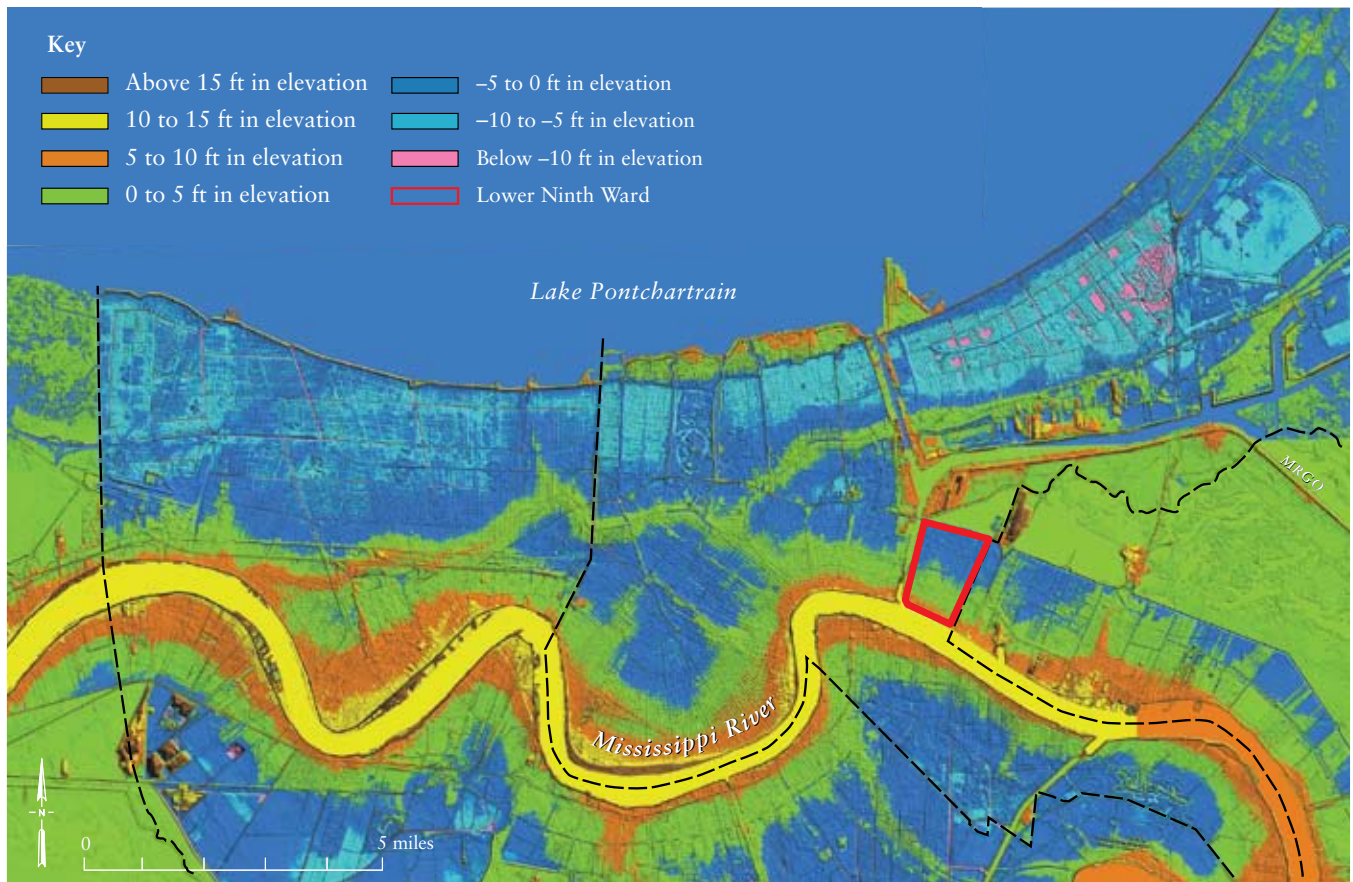 Key
Above 15 ft in elevation
10 to 15 ft in elevation
5 to 10 ft in elevation
0 to 5 ft in elevation
–5 to 0 ft in elevation
–10 to –5 ft in elevation
Below –10 ft in elevation
Lower Ninth Ward
Lake Pontchartrain
MRGO
Mississippi River
N
0 5 miles